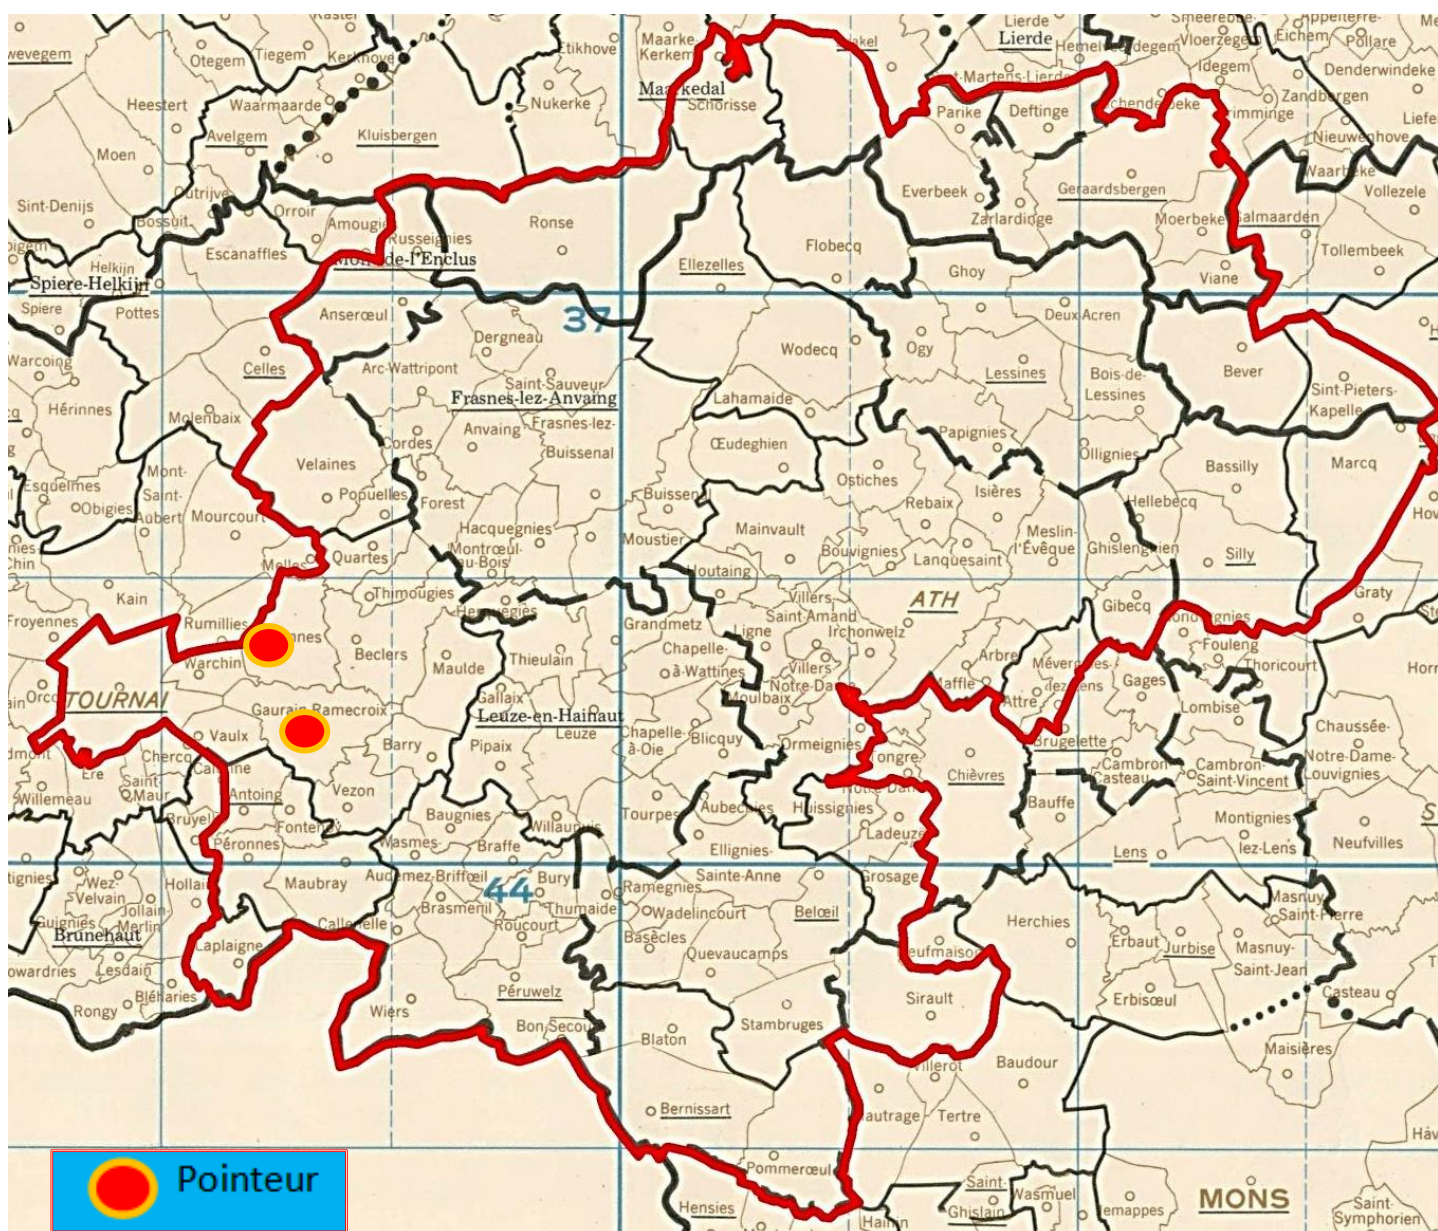 Kaster
Tiegem
Otegem
Kerkhove
Etikhove
Maarke-
Kerkem
Lierde
Lierde
Hemelveerdegem
Smeerebbe-
Vloerzegem
Appelterre-
Eichem
Pollare
Idegem
Denderwindeke
Zandbergen
Nieuwenhove
Heestert
Waarmaarde
Nukerke
Maarkedal
Schorisse
Parike
Deftinge
Avelgem
Kluisbergen
Moen
Outrijve
Bossuit
Sint-Denijs
Orroir
Amougies
Ronse
Everbeek
Zarlardinge
Geraardsbergen
Waarbeke
Vollezele
Moerbeke
Galmaarden
Tollembeek
Escanaffles
Russeignies
Mont-de-l'Enclus
Helkijn
Spiere-Helkijn
Spiere
Pottes
Ellezelles
Flobecq
Ghoy
Viane
Anserœul
37
Dergneau
Deux Acren
Warcoing
Celles
Arc-Wattripont
Saint-Sauveur
Wodecq
Ogy
Lessines
Bois-de-
Lessines
Bever
Sint-Pieters-
Kapelle
Hérinnes
Molenbaix
Frasnes-lez-Anvaing
Lahamaide
Cordes
Anvaing
Frasnes-lez-
Buissenal
Papignies
Œudeghien
Ollignies
Velaines
Mont-
Saint-
Aubert
Esquelmes
Obigies
Mourcourt
Popuelles
Forest
Buissenal
Ostiches
Rebaix
Isières
Bassilly
Marcq
Hellebecq
Hacquegnies
Montrœul-
au-Bois
Moustier
Mainvault
Bouvignies
Lanquesaint
Meslin-
l'Évêque
Ghislenghien
Silly
Quartes
Melles
Thimougies
Herquegies
Houtaing
Villers
Saint-Amand
ATH
Gibecq
Graty
Kain
Froyennes
Rumillies
Grandmetz
Ligne
Irchonwelz
Hondzocgnies
Fouleng
Thoricourt
Warchin
Beclers
Maulde
Thieulain
Chapelle-
à-Wattines
Villers
Notre-Dame
Moulbaix
Arbre
Maffle
Attre
Mévergnies-
lez-Lens
Gages
Lombise
TOURNAI
Gaurain-Ramecroix
Gallaix
Leuze-en-Hainaut
Leuze
Chapelle-
à-Oie
Blicquy
Ormeignies
Brugelette
Chaussée-
Notre-Dame-
Louvignies
Vaulx
Chercq
Calonne
Ere
Saint-
Maur
Willemeau
Barry
Pipaix
Tongre
Notre Dame
Chièvres
Cambron-
Casteau
Cambron-
Saint-Vincent
Antoing
Vezon
Fontenoy
Baugnies
Willaupuis
Tourpes
Aubechies
Huissignies
Ladeuze
Bauffe
Montignies
lez-Lens
Neufvilles
Bruyelle
Péronnes
Wasmes-
Audemez-Briffœil
Braffe
Ellignies-
Sainte-Anne
Lens
Wez-
Velvain
Hollain
Maubray
44
Bury
Ramegnies
Grosage
Masnuy-
Saint-Pierre
Jollain-
Merlin
Guignies
Brunehaut
Callenelle
Brasmenil
Roucourt
Thumaide
Wadelincourt
Basècles
Belœil
Herchies
Erbaut
Jurbise
Masnuy-
Saint-Jean
Laplaigne
Lesdain
Rongy
Bléharies
Quevaucamps
Neufmaison
Péruwelz
Wiers
Bon-Secours
Blaton
Stambruges
Sirault
Erbisœul
Casteau
Maisières
Baudour
Villerot
Bernissart
Hautrage
Tertre
Pommerœul
Pointeur
Hensies
Hainin
Saint-
Ghislain
Wasmuel
Jemappes
MONS
Saint-
Symphorien